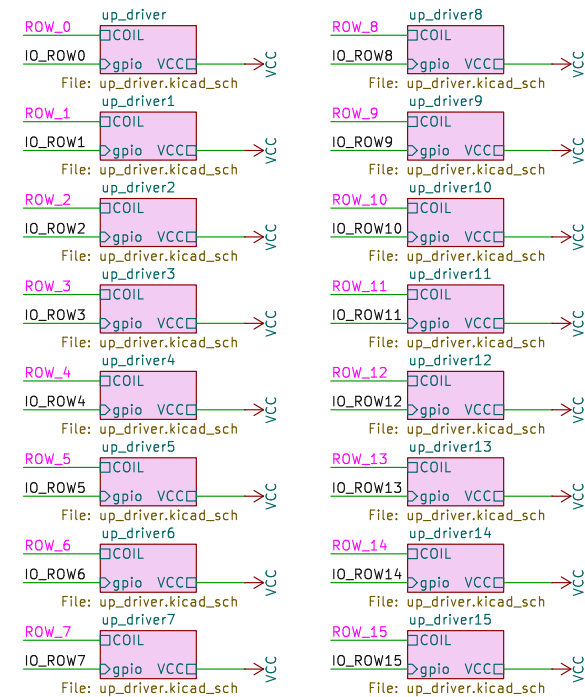 up_driver
ROW_0
COIL
IO_ROW0
gpio VCC
VCC
File: up_driver.kicad_sch
up_driver1
ROW_1
COIL
IO_ROW1
gpio VCC
VCC
File: up_driver.kicad_sch
up_driver2
ROW_2
COIL
IO_ROW2
gpio VCC
VCC
File: up_driver.kicad_sch
up_driver3
ROW_3
COIL
IO_ROW3
gpio VCC
VCC
File: up_driver.kicad_sch
up_driver4
ROW_4
COIL
IO_ROW4
gpio VCC
VCC
File: up_driver.kicad_sch
up_driver5
ROW_5
COIL
IO_ROW5
gpio VCC
VCC
File: up_driver.kicad_sch
up_driver6
ROW_6
COIL
IO_ROW6
gpio VCC
VCC
File: up_driver.kicad_sch
up_driver7
ROW_7
COIL
IO_ROW7
gpio VCC
VCC
File: up_driver.kicad_sch
up_driver8
ROW_8
COIL
IO_ROW8
gpio VCC
VCC
File: up_driver.kicad_sch
up_driver9
ROW_9
COIL
IO_ROW9
gpio VCC
VCC
File: up_driver.kicad_sch
up_driver10
ROW_10
COIL
IO_ROW10
gpio VCC
VCC
File: up_driver.kicad_sch
up_driver11
ROW_11
COIL
IO_ROW11
gpio VCC
VCC
File: up_driver.kicad_sch
up_driver12
ROW_12
COIL
IO_ROW12
gpio VCC
VCC
File: up_driver.kicad_sch
up_driver13
ROW_13
COIL
IO_ROW13
gpio VCC
VCC
File: up_driver.kicad_sch
up_driver14
ROW_14
COIL
IO_ROW14
gpio VCC
VCC
File: up_driver.kicad_sch
up_driver15
ROW_15
COIL
IO_ROW15
gpio VCC
VCC
File: up_driver.kicad_sch